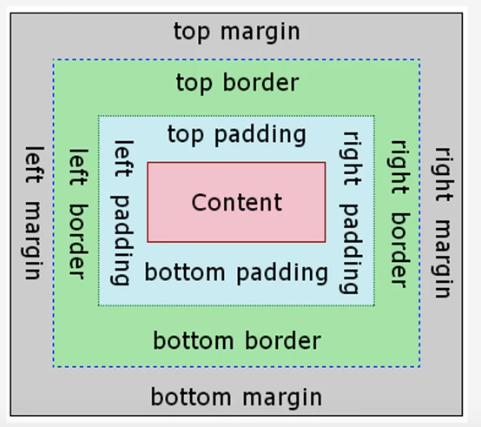 top margin
top border
top padding
left margin
left border
left padding
Content
right padding
right border
right margin
bottom padding
bottom border
bottom margin